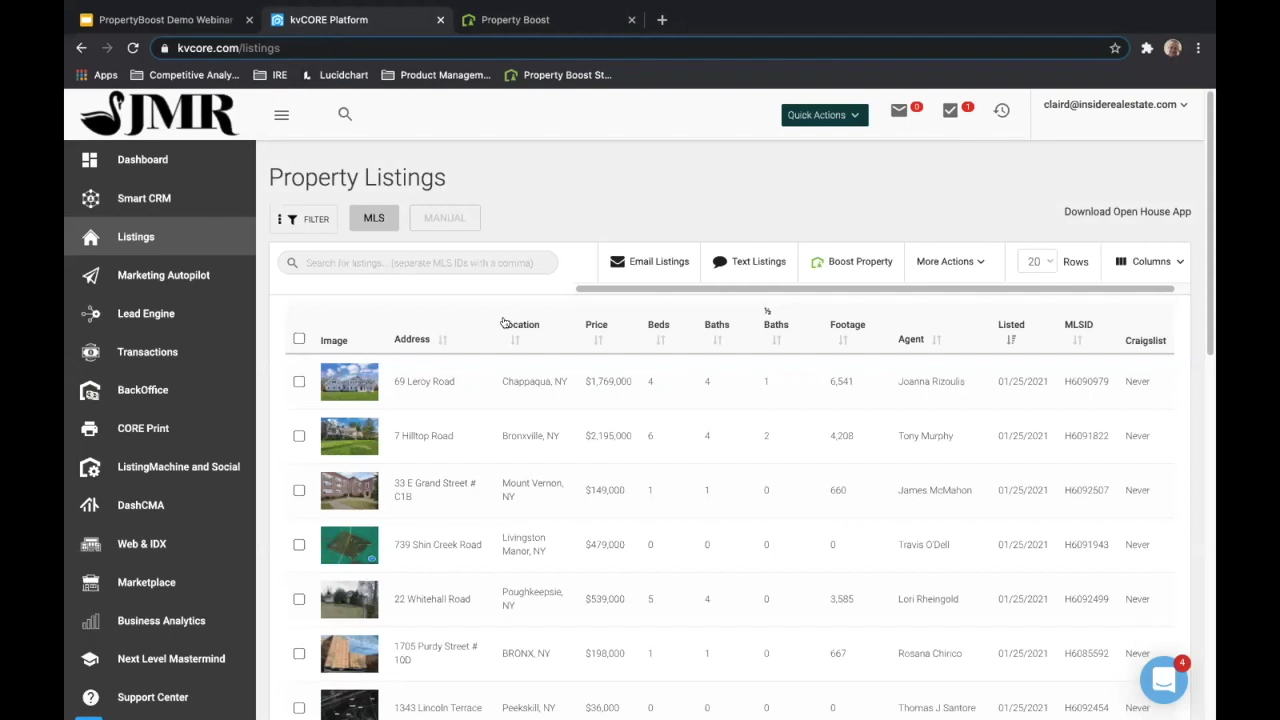 PropertyBoost Demo Webinar
kvCORE Platform
Property Boost
kvcore.com/listings
Apps
Competitive Analy...
IRE
Lucidchart
Product Managem...
Property Boost St...
JMR
Quick Actions
0
1
claird@insiderealestate.com
Dashboard
Smart CRM
Listings
Marketing Autopilot
Lead Engine
Transactions
BackOffice
CORE Print
ListingMachine and Social
DashCMA
Web & IDX
Marketplace
Business Analytics
Next Level Mastermind
Support Center
Property Listings
FILTER
MLS
MANUAL
Download Open House App
Search for listings... (separate MLS IDs with a comma)
Email Listings
Text Listings
Boost Property
More Actions
20
Rows
Columns
Image
Address
Location
Price
Beds
Baths
½
Baths
Footage
Agent
Listed
MLSID
Craigslist
69 Leroy Road Chappaqua, NY $1,769,000 4 4 1 6,541 Joanna Rizoulis 01/25/2021 H6090979 Never
7 Hilltop Road Bronxville, NY $2,195,000 6 4 2 4,208 Tony Murphy 01/25/2021 H6091822 Never
33 E Grand Street #
C1B
Mount Vernon,
NY
$149,000 1 1 0 660 James McMahon 01/25/2021 H6092507 Never
739 Shin Creek Road
Livingston
Manor, NY
$479,000 0 0 0 0 Travis O'Dell 01/25/2021 H6091943 Never
22 Whitehall Road
Poughkeepsie,
NY
$539,000 5 4 0 3,585 Lori Rheingold 01/25/2021 H6092499 Never
1705 Purdy Street #
10D
BRONX, NY $198,000 1 1 0 667 Rosana Chirico 01/25/2021 H6085592 Never
1343 Lincoln Terrace Peekskill, NY $36,000 0 0 0 0 Thomas J Santore 01/25/2021 H6092454 Never
4